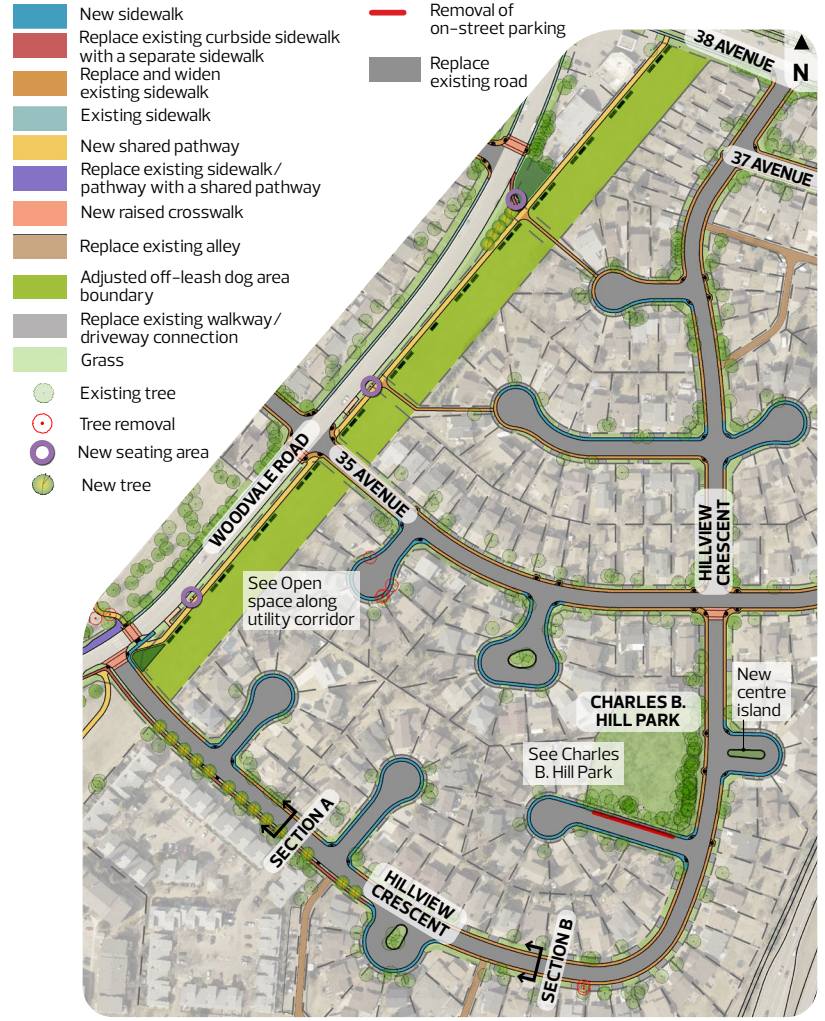 New sidewalk
Replace existing curbside sidewalk
with a separate sidewalk
Replace and widen
existing sidewalk
Existing sidewalk
New shared pathway
Replace existing sidewalk/
pathway with a shared pathway
New raised crosswalk
Replace existing alley
Adjusted off-leash dog area
boundary
Replace existing walkway/
driveway connection
Grass
Existing tree
Tree removal
New seating area
New tree
Removal of
on-street parking
Replace
existing road
38 AVENUE
N
37 AVENUE
WOODVALE ROAD
35 AVENUE
HILLVIEW
CRESCENT
See Open
space along
utility corridor
CHARLES B.
HILL PARK
New
centre
island
See Charles
B. Hill Park
SECTION A
HILLVIEW
CRESCENT
SECTION B